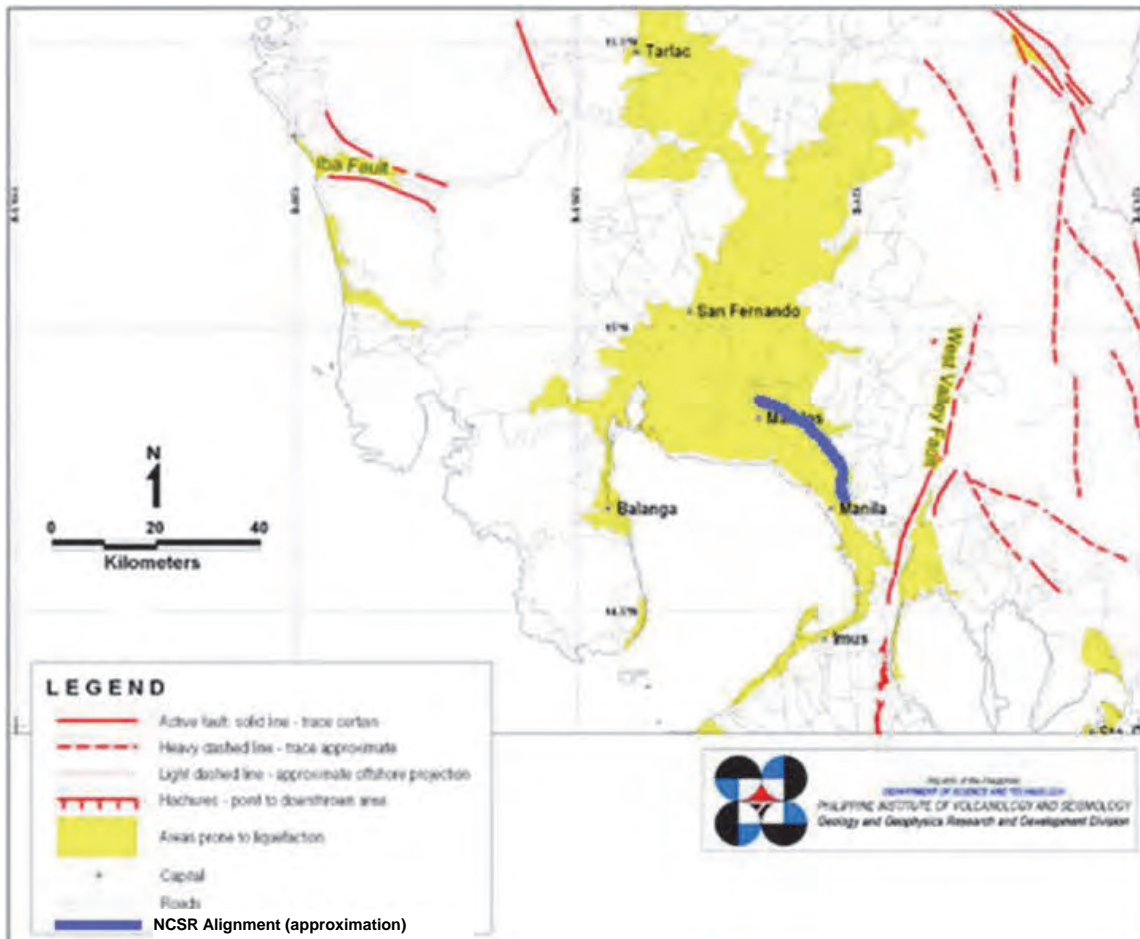 Tarlac
Iba Fault
San Fernando
West Valley Fault
Malolos
Manila
Balanga
Imus
N
0 20 40
Kilometers
LEGEND
Active fault: solid line - trace certain
Heavy dashed line - trace approximate
Light dashed line - approximate offshore projection
Hachures - point to downthrown area
Areas prone to liquefaction
Capital
Roads
NCSR Alignment (approximation)
DEPARTMENT OF SCIENCE AND TECHNOLOGY
PHILIPPINE INSTITUTE OF VOLCANOLOGY AND SEISMOLOGY
Geology and Geophysics Research and Development Division